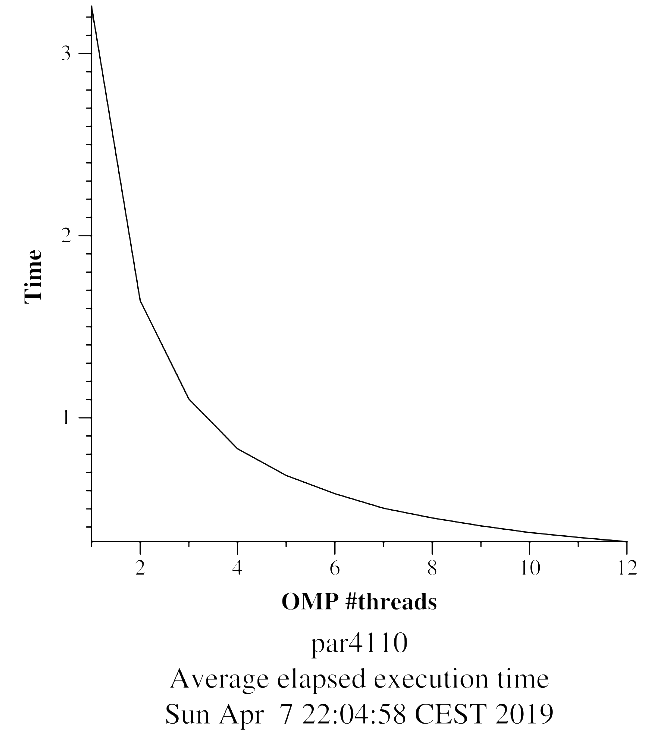 3
2
1
Time
2 4 6 8 10 12
OMP #threads
par4110
Average elapsed execution time
Sun Apr  7 22:04:58 CEST 2019